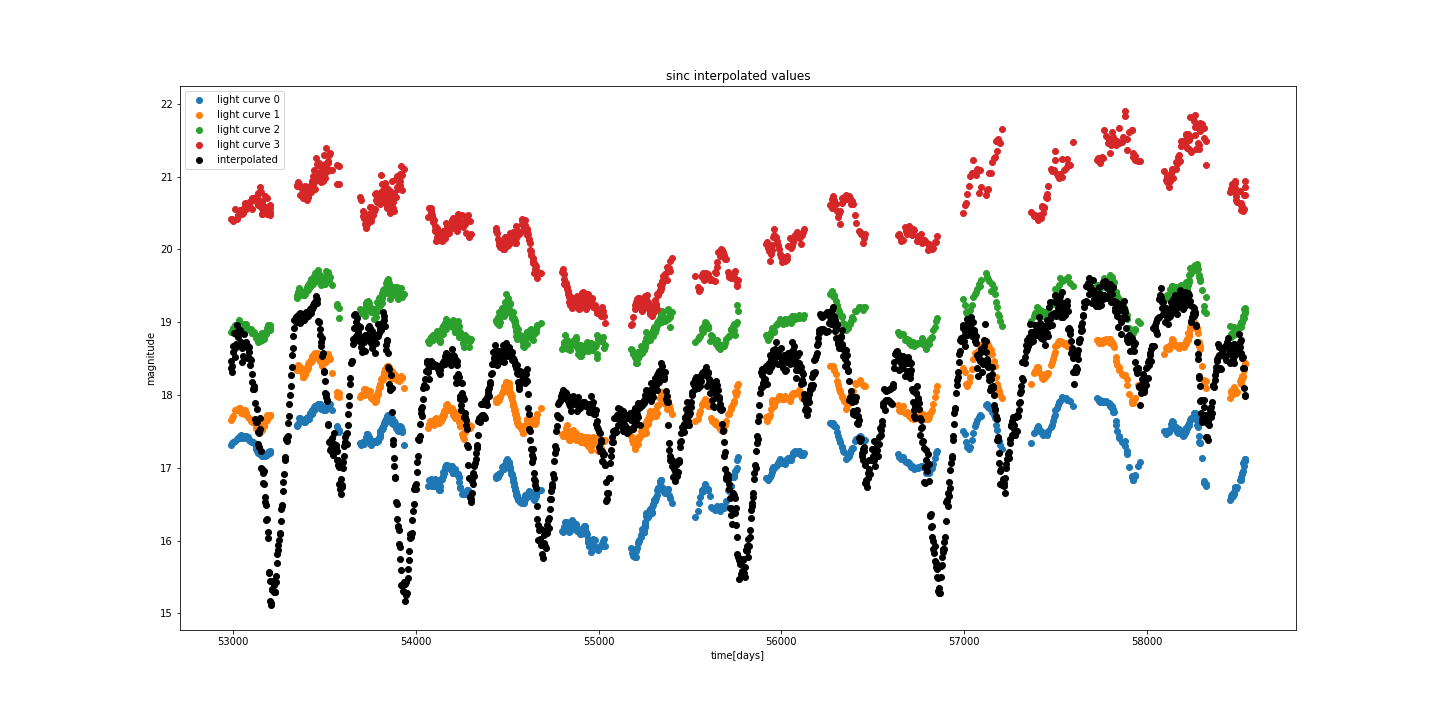 sinc interpolated values
light curve 0
light curve 1
light curve 2
light curve 3
interpolated
22
21
20
19
18
17
16
15
magnitude
53000 54000 55000 56000 57000 58000
time[days]